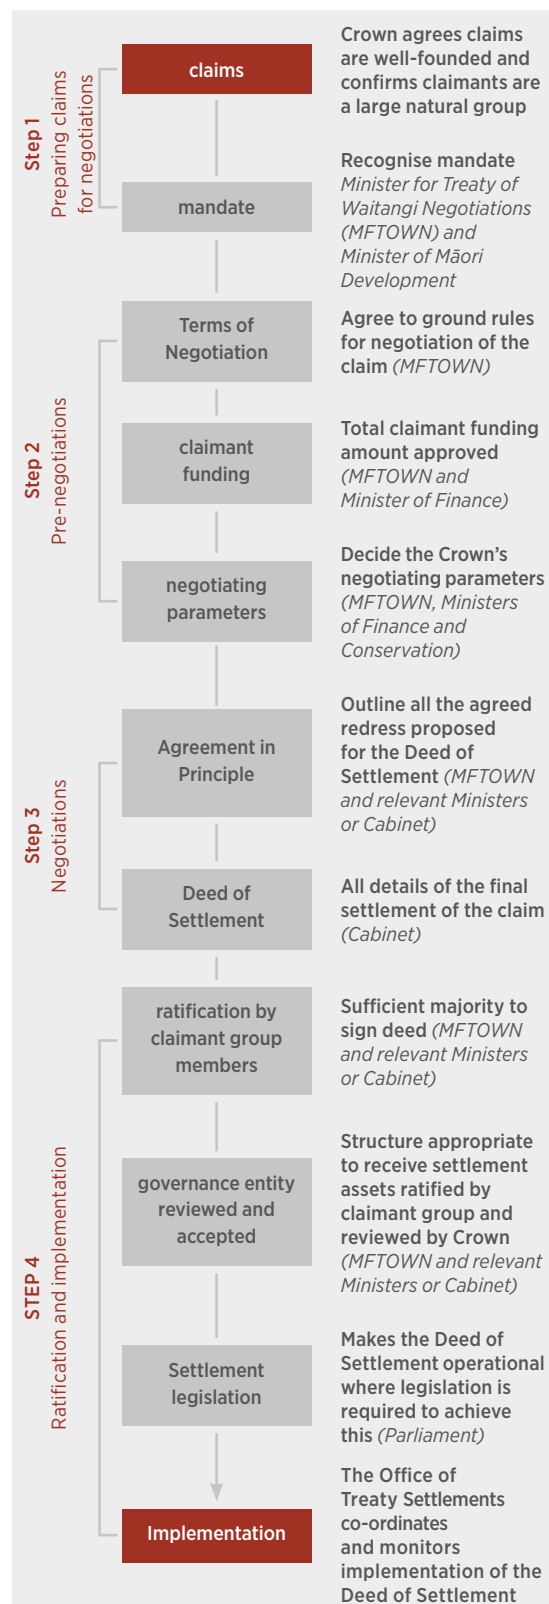 Step 1
Preparing claims
for negotiations
claims
Crown agrees claims
are well-founded and
confirms claimants are
a large natural group
mandate
Recognise mandate
Minister for Treaty of
Waitangi Negotiations
(MFTOWN) and
Minister of Māori
Development
Step 2
Pre-negotiations
Terms of
Negotiation
Agree to ground rules
for negotiation of the
claim (MFTOWN)
claimant
funding
Total claimant funding
amount approved
(MFTOWN and
Minister of Finance)
negotiating
parameters
Decide the Crown's
negotiating parameters
(MFTOWN, Ministers
of Finance and
Conservation)
Step 3
Negotiations
Agreement in
Principle
Outline all the agreed
redress proposed
for the Deed of
Settlement (MFTOWN
and relevant Ministers
or Cabinet)
Deed of
Settlement
All details of the final
settlement of the claim
(Cabinet)
STEP 4
Ratification and implementation
ratification by
claimant group
members
Sufficient majority to
sign deed (MFTOWN
and relevant Ministers
or Cabinet)
governance entity
reviewed and
accepted
Structure appropriate
to receive settlement
assets ratified by
claimant group and
reviewed by Crown
(MFTOWN and relevant
Ministers or Cabinet)
Settlement
legislation
Makes the Deed of
Settlement operational
where legislation is
required to achieve
this (Parliament)
Implementation
The Office of
Treaty Settlements
co-ordinates
and monitors
implementation of the
Deed of Settlement